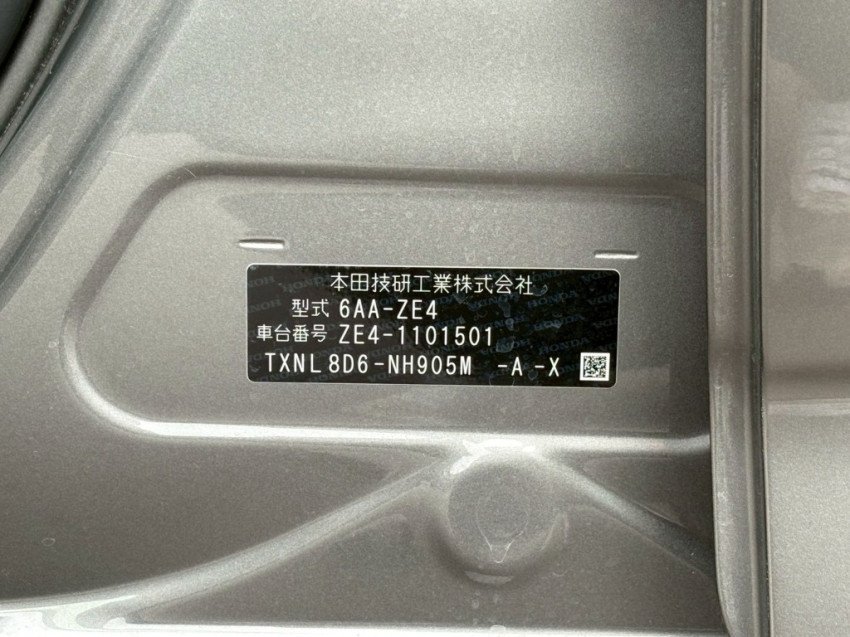 本田技研工業株式会社
型式 6AA-ZE4
車台番号 ZE4-1101501
TXNL 8D6-NH905M -A -X